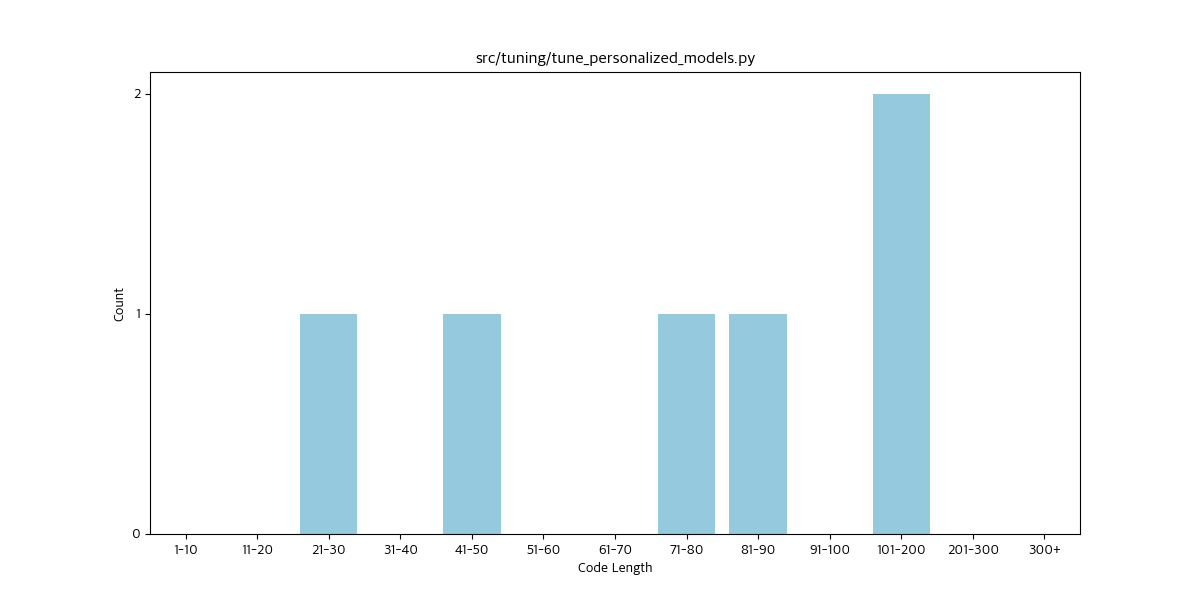 src/tuning/tune_personalized_models.py
2
1
0
Count
1-10 11-20 21-30 31-40 41-50 51-60 61-70 71-80 81-90 91-100 101-200 201-300 300+
Code Length